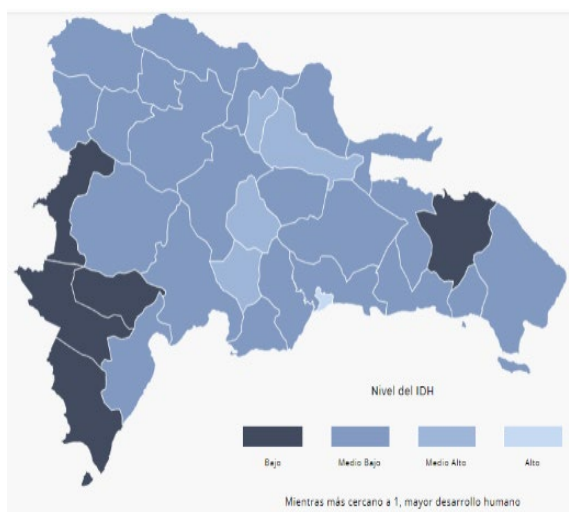 Nivel del IDH
Bajo
Medio Bajo
Medio Alto
Alto
Mientras más cercano a 1, mayor desarrollo humano